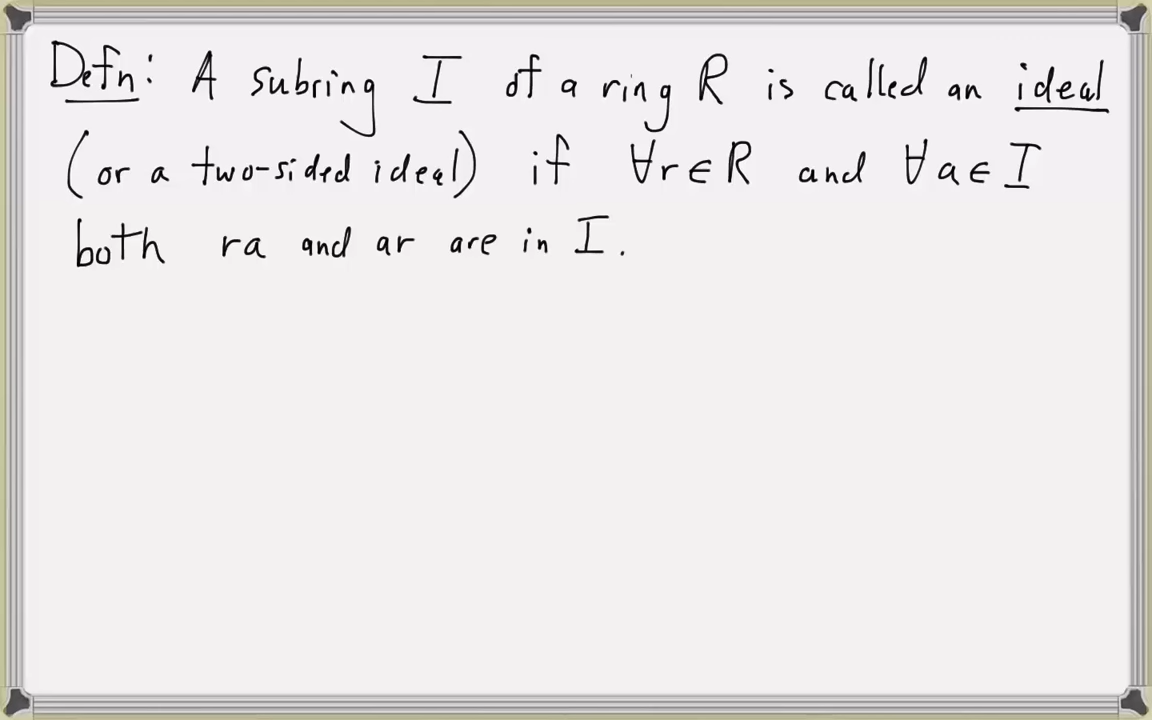 Defn: A subring I of a ring R is called an ideal
(or a two-sided ideal) if ∀r∈R and ∀a∈I
both ra and ar are in I.